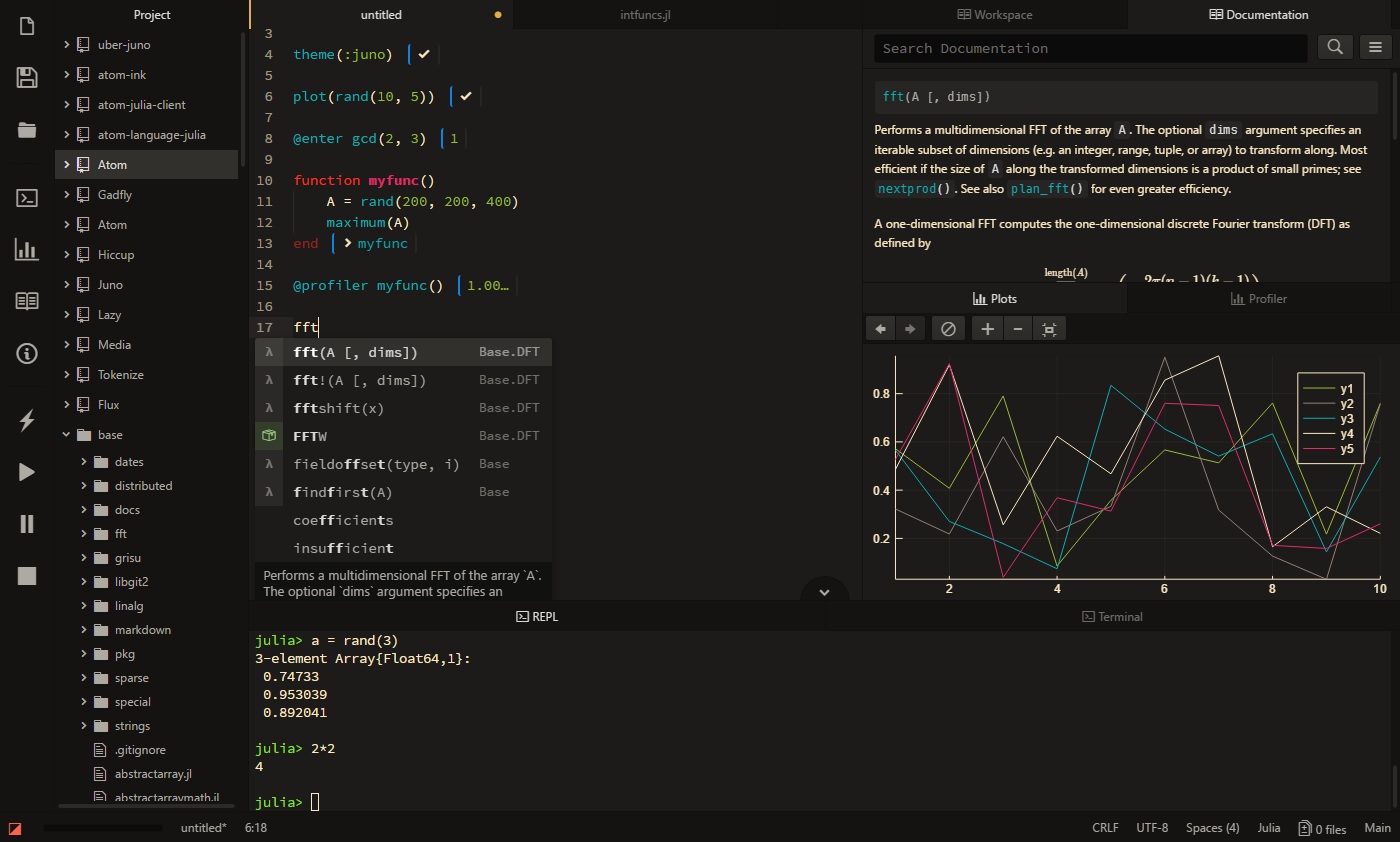 Project
uber-juno
atom-ink
atom-julia-client
atom-language-julia
Atom
Gadfly
Atom
Hiccup
Juno
Lazy
Media
Tokenize
Flux
base
dates
distributed
docs
fft
grisu
libgit2
linalg
markdown
pkg
sparse
special
strings
.gitignore
abstractarray.jl
abstractarraymath.jl
untitled
intfuncs.jl
3
4 theme(:juno)
5
6 plot(rand(10, 5))
7
8 @enter gcd(2, 3) 1
9
10 function myfunc()
11 A = rand(200, 200, 400)
12 maximum(A)
13 end > myfunc
14
15 @profiler myfunc() 1.00…
16
17 fft
λ fft(A [, dims]) Base.DFT
λ fft!(A [, dims]) Base.DFT
λ fftshift(x) Base.DFT
FFTW Base.DFT
λ fieldoffset(type, i) Base
λ findfirst(A) Base
coefficients
insufficient
Performs a multidimensional FFT of the array `A`.
The optional `dims` argument specifies an
Workspace
Documentation
Search Documentation
fft(A [, dims])
Performs a multidimensional FFT of the array A. The optional dims argument specifies an
iterable subset of dimensions (e.g. an integer, range, tuple, or array) to transform along. Most
efficient if the size of A along the transformed dimensions is a product of small primes; see
nextprod(). See also plan_fft() for even greater efficiency.
A one-dimensional FFT computes the one-dimensional discrete Fourier transform (DFT) as
defined by
length(A)
2π(n − 1)(k − 1)
Plots
Profiler
0.8
0.6
0.4
0.2
2 4 6 8 10
y1
y2
y3
y4
y5
REPL
Terminal
julia> a = rand(3)
3-element Array{Float64,1}:
0.74733
0.953039
0.892041
julia> 2*2
4
julia>
untitled* 6:18
CRLF UTF-8 Spaces (4) Julia 0 files Main